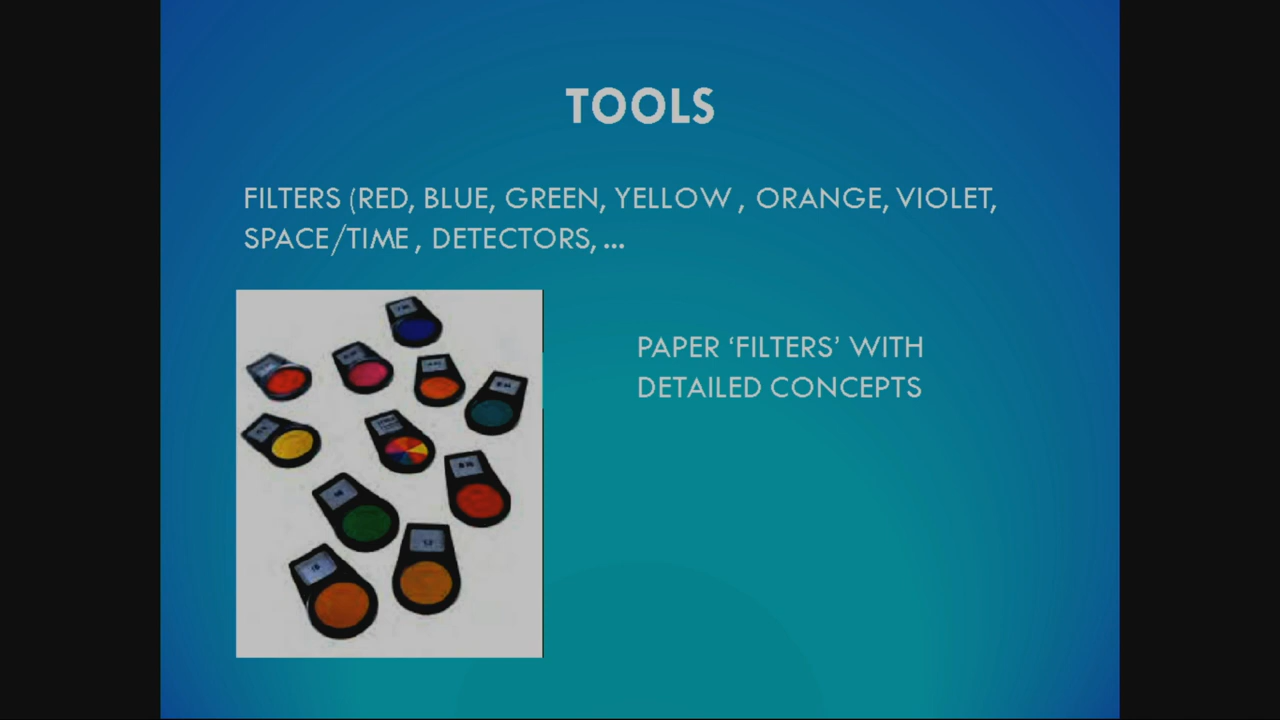 TOOLS
FILTERS (RED, BLUE, GREEN, YELLOW , ORANGE, VIOLET,
SPACE/TIME , DETECTORS, ...
PAPER ‘FILTERS’ WITH
DETAILED CONCEPTS